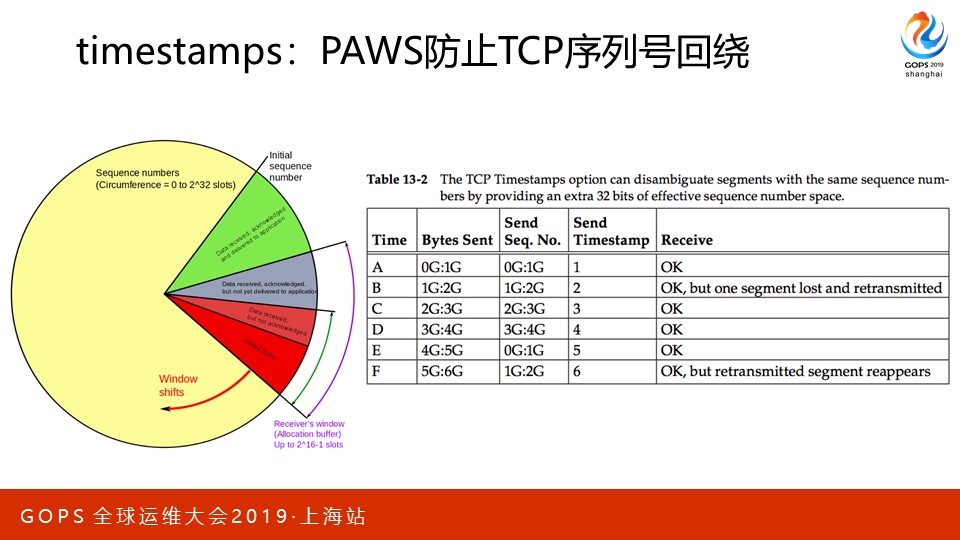 timestamps：PAWS防止TCP序列号回绕
GOPS 2019
shanghai
Sequence numbers
(Circumference = 0 to 2^32 slots)
Initial
sequence
number
Data received, acknowledged
and delivered to application
Data received, acknowledged,
but not yet delivered to application
Data received,
but not acknowledged
Unfilled buffer
Window
shifts
Receiver's window
(Allocation buffer)
Up to 2^16-1 slots
Table 13-2 The TCP Timestamps option can disambiguate segments with the same sequence num-
bers by providing an extra 32 bits of effective sequence number space.
Time Bytes Sent Send Seq. No. Send Timestamp Receive
A 0G:1G 0G:1G 1 OK
B 1G:2G 1G:2G 2 OK, but one segment lost and retransmitted
C 2G:3G 2G:3G 3 OK
D 3G:4G 3G:4G 4 OK
E 4G:5G 0G:1G 5 OK
F 5G:6G 1G:2G 6 OK, but retransmitted segment reappears
GOPS 全球运维大会2019·上海站